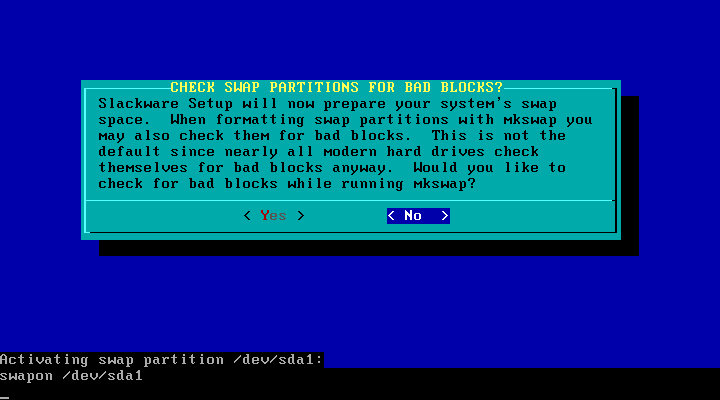 CHECK SWAP PARTITIONS FOR BAD BLOCKS?
Slackware Setup will now prepare your system's swap
space.  When formatting swap partitions with mkswap you
may also check them for bad blocks.  This is not the
default since nearly all modern hard drives check
themselves for bad blocks anyway.  Would you like to
check for bad blocks while running mkswap?
< Yes > < No >
Activating swap partition /dev/sda1:
swapon /dev/sda1